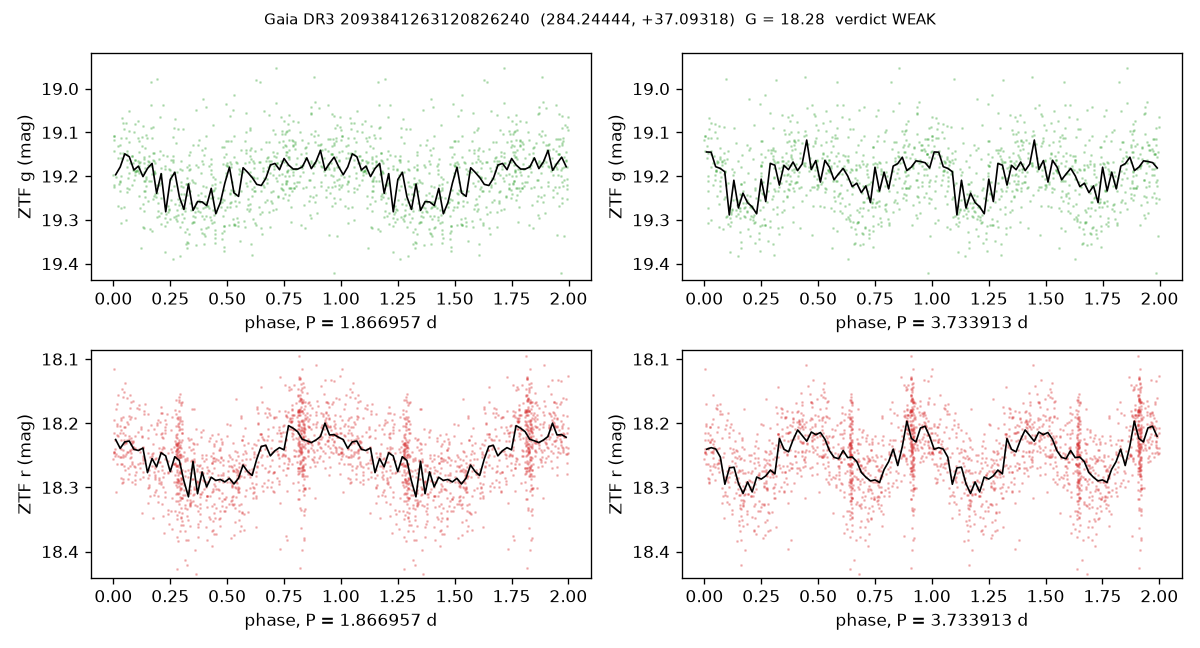 Gaia DR3 2093841263120826240  (284.24444, +37.09318)  G = 18.28  verdict WEAK
ZTF g (mag)
19.0
19.1
19.2
19.3
19.4
0.00 0.25 0.50 0.75 1.00 1.25 1.50 1.75 2.00
phase, P = 1.866957 d
ZTF g (mag)
19.0
19.1
19.2
19.3
19.4
0.00 0.25 0.50 0.75 1.00 1.25 1.50 1.75 2.00
phase, P = 3.733913 d
ZTF r (mag)
18.1
18.2
18.3
18.4
0.00 0.25 0.50 0.75 1.00 1.25 1.50 1.75 2.00
phase, P = 1.866957 d
ZTF r (mag)
18.1
18.2
18.3
18.4
0.00 0.25 0.50 0.75 1.00 1.25 1.50 1.75 2.00
phase, P = 3.733913 d